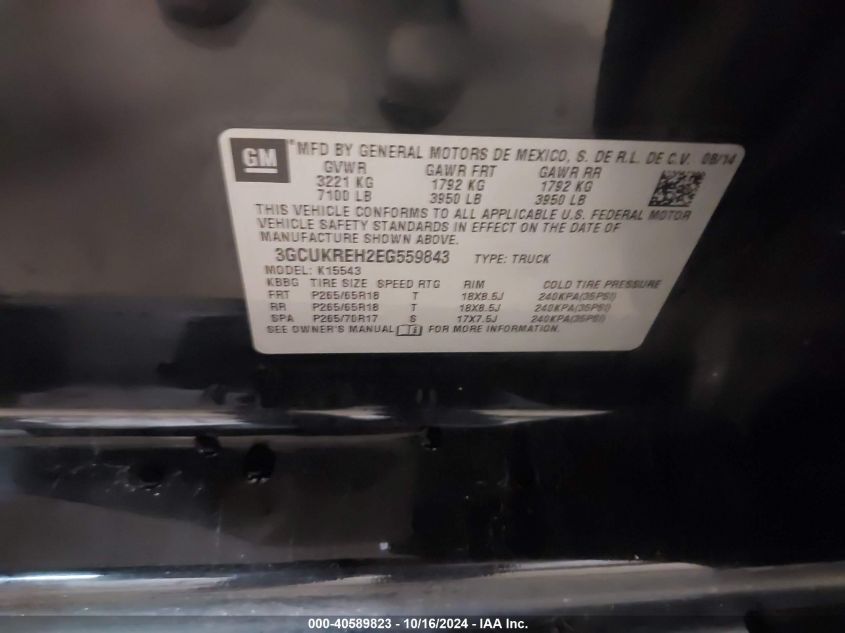 GM
®MFD BY GENERAL MOTORS DE MEXICO, S. DE R.L. DE C.V. 08/14
GVWR GAWR FRT GAWR RR
3221 KG 1792 KG 1792 KG
7100 LB 3950 LB 3950 LB
THIS VEHICLE CONFORMS TO ALL APPLICABLE U.S. FEDERAL MOTOR
VEHICLE SAFETY STANDARDS IN EFFECT ON THE DATE OF
MANUFACTURE SHOWN ABOVE.
3GCUKREH2EG559843 TYPE: TRUCK
MODEL: K15543
KBBG TIRE SIZE SPEED RTG RIM COLD TIRE PRESSURE
FRT P265/65R18 T 18X8.5J 240KPA(35PSI)
RR P265/65R18 T 18X8.5J 240KPA(35PSI)
SPA P265/70R17 S 17X7.5J 240KPA(35PSI)
SEE OWNER'S MANUAL FOR MORE INFORMATION.
000-40589823 - 10/16/2024 - IAA Inc.